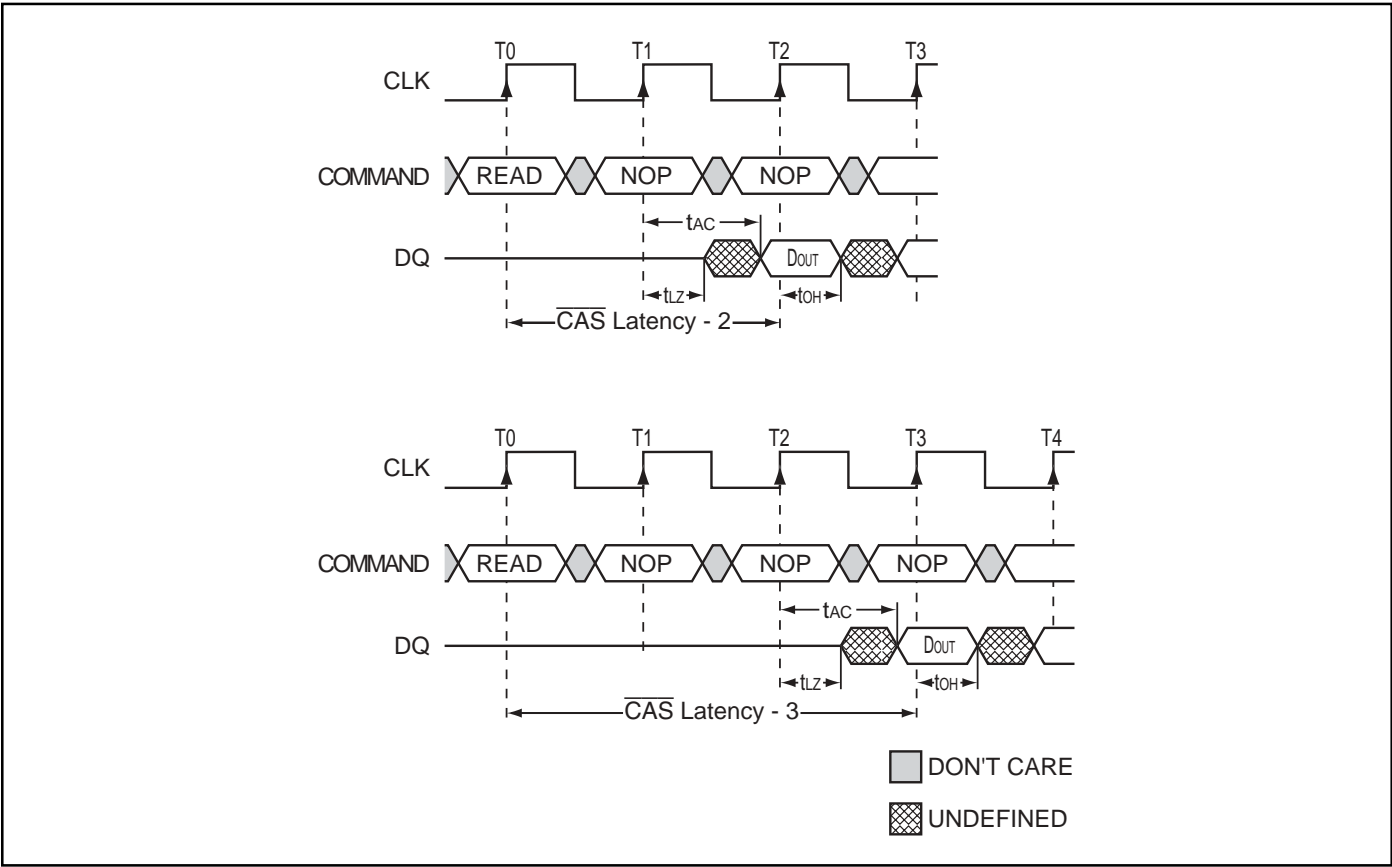 T0 T1 T2 T3
CLK
COMMAND READ NOP NOP
tAC
DQ DOUT
tLZ tOH
CAS Latency - 2
T0 T1 T2 T3 T4
CLK
COMMAND READ NOP NOP NOP
tAC
DQ DOUT
tLZ tOH
CAS Latency - 3
DON'T CARE
UNDEFINED